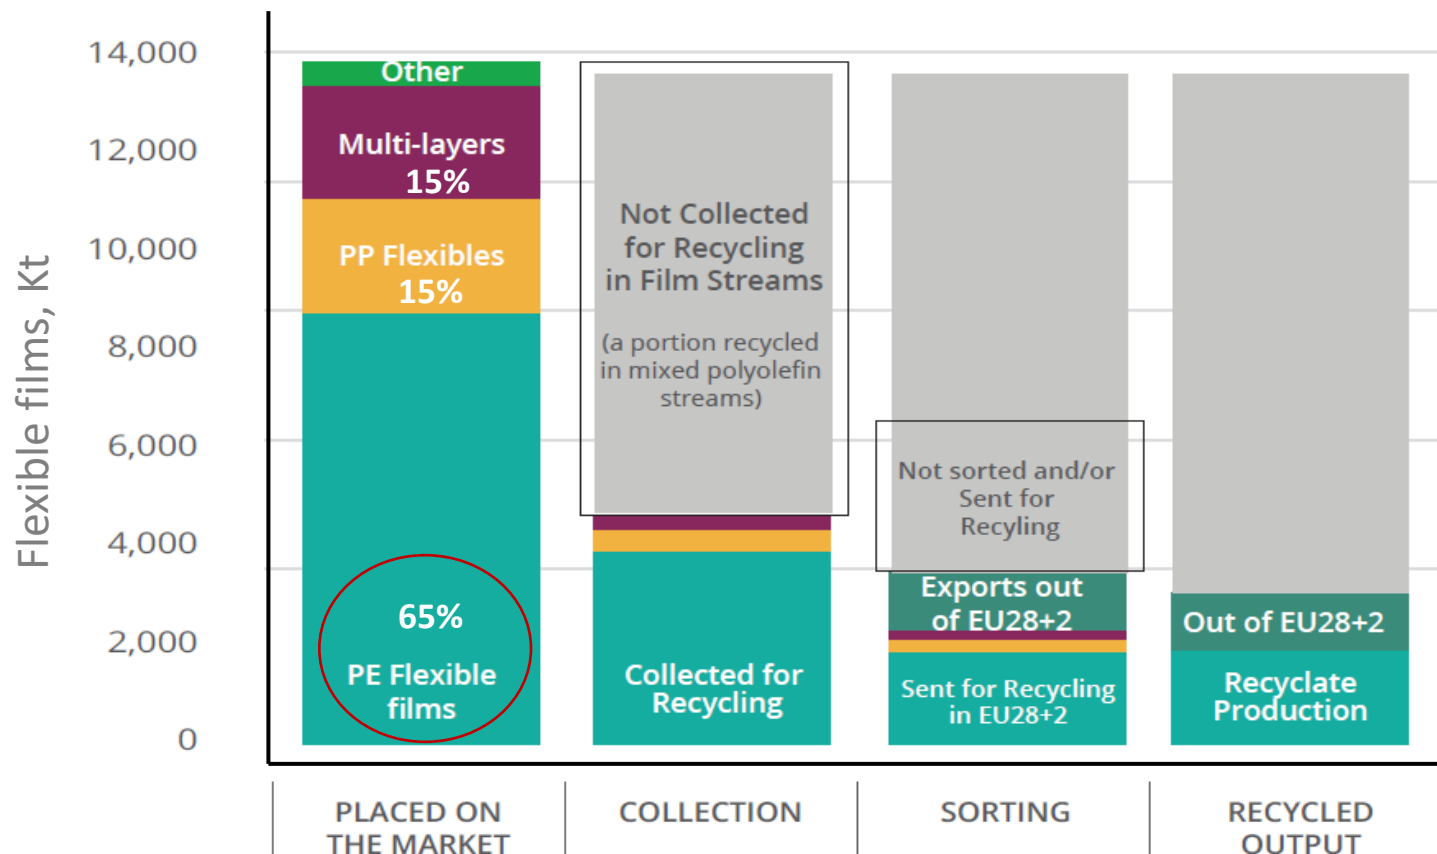 Flexible films, Kt
14,000
12,000
10,000
8,000
6,000
4,000
2,000
0
Other
Multi-layers
15%
PP Flexibles
15%
65%
PE Flexible
films
Not Collected
for Recycling
in Film Streams
(a portion recycled
in mixed polyolefin
streams)
Collected for
Recycling
Not sorted and/or
Sent for
Recyling
Exports out
of EU28+2
Sent for Recycling
in EU28+2
Out of EU28+2
Recyclate
Production
PLACED ON
THE MARKET
COLLECTION
SORTING
RECYCLED
OUTPUT